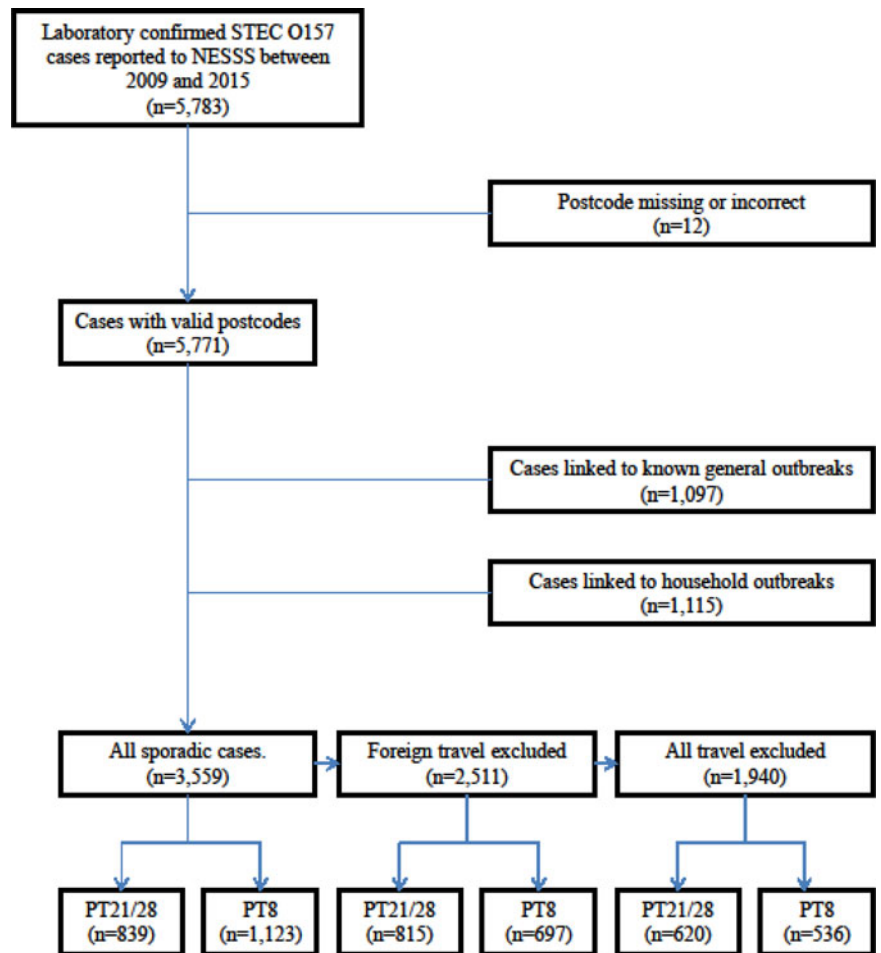 Laboratory confirmed STEC O157
cases reported to NESSS between
2009 and 2015
(n=5,783)
Postcode missing or incorrect
(n=12)
Cases with valid postcodes
(n=5,771)
Cases linked to known general outbreaks
(n=1,097)
Cases linked to household outbreaks
(n=1,115)
All sporadic cases.
(n=3,559)
Foreign travel excluded
(n=2,511)
All travel excluded
(n=1,940)
PT21/28
(n=839)
PT8
(n=1,123)
PT21/28
(n=815)
PT8
(n=697)
PT21/28
(n=620)
PT8
(n=536)